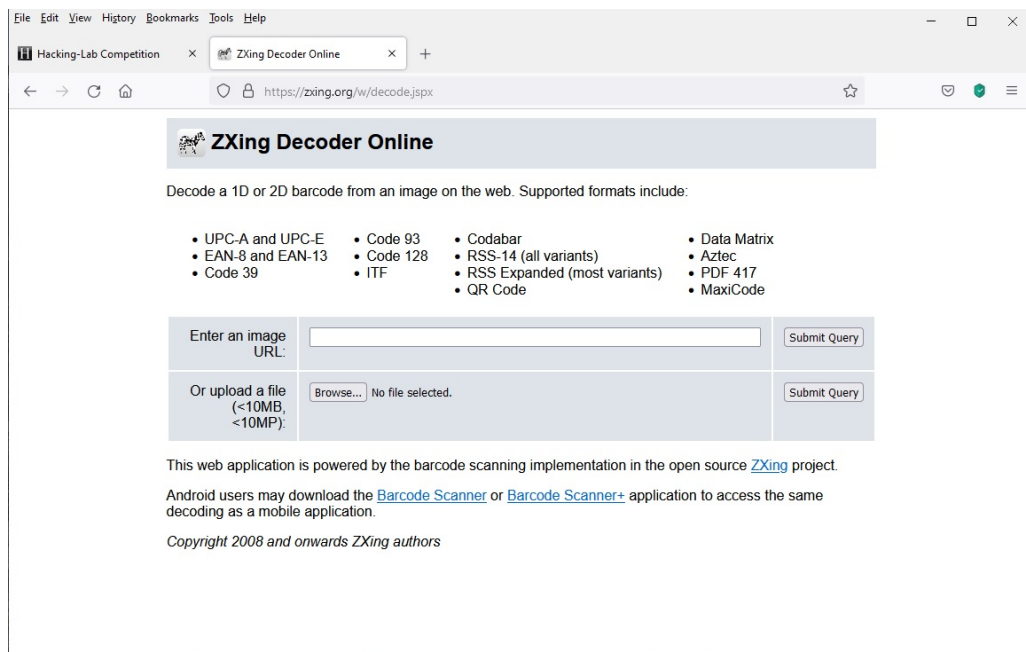 File Edit View History Bookmarks Tools Help
Hacking-Lab Competition
ZXing Decoder Online
https://zxing.org/w/decode.jspx
ZXing Decoder Online
Decode a 1D or 2D barcode from an image on the web. Supported formats include:
• UPC-A and UPC-E
• EAN-8 and EAN-13
• Code 39
• Code 93
• Code 128
• ITF
• Codabar
• RSS-14 (all variants)
• RSS Expanded (most variants)
• QR Code
• Data Matrix
• Aztec
• PDF 417
• MaxiCode
Enter an image
URL:
Submit Query
Or upload a file
(<10MB,
<10MP):
Browse... No file selected.
Submit Query
This web application is powered by the barcode scanning implementation in the open source ZXing project.
Android users may download the Barcode Scanner or Barcode Scanner+ application to access the same
decoding as a mobile application.
Copyright 2008 and onwards ZXing authors